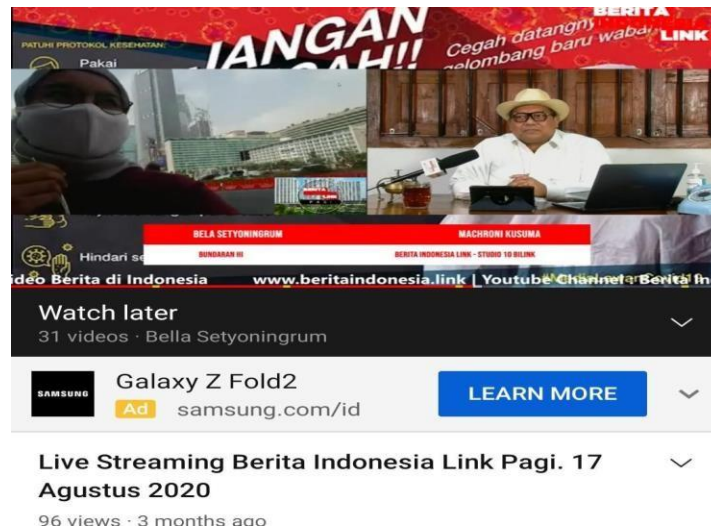 PATUHI PROTOKOL KESEHATAN:
Pakai
JANGAN
Cegah datangny
gelombang baru wabah
BERITA
LINK
BELA SETYONINGRUM
MACHRONI KUSUMA
BUNDARAN HI
BERITA INDONESIA LINK - STUDIO 10 BILINK
Hindari se
ideo Berita di Indonesia www.beritaindonesia.link | Youtube Channel : Berita In
Watch later
31 videos · Bella Setyoningrum
SAMSUNG
Galaxy Z Fold2
Ad samsung.com/id
LEARN MORE
Live Streaming Berita Indonesia Link Pagi. 17
Agustus 2020
96 views · 3 months ago